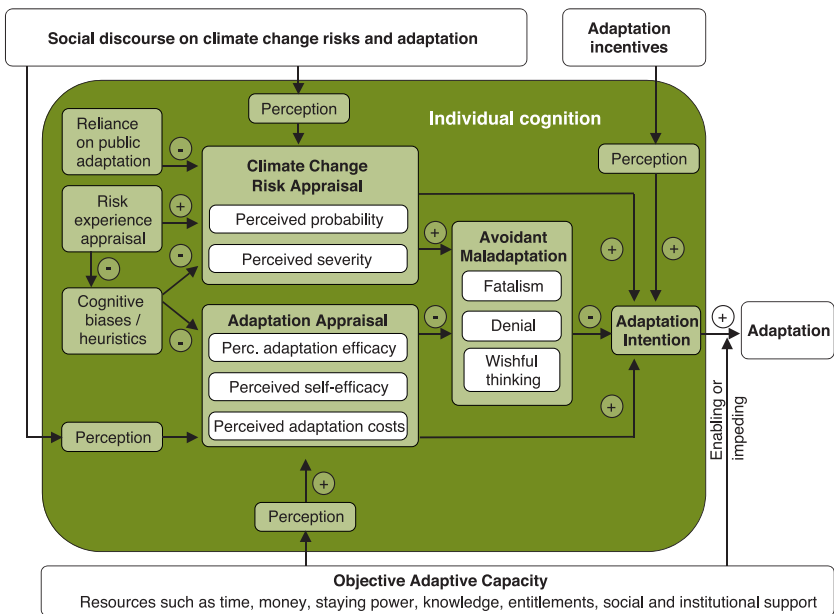 Social discourse on climate change risks and adaptation
Adaptation
incentives
Individual cognition
Perception
Reliance
on public
adaptation
-
Climate Change
Risk Appraisal
Perception
Risk
experience
appraisal
+
Perceived probability
Perceived severity
-
-
+
Avoidant
Maladaptation
+
+
Fatalism
Denial
Wishful
thinking
Cognitive
biases /
heuristics
-
Adaptation Appraisal
Perc. adaptation efficacy
Perceived self-efficacy
Perceived adaptation costs
-
-
Adaptation
Intention
+
Adaptation
+
Enabling or
impeding
Perception
+
Perception
Objective Adaptive Capacity
Resources such as time, money, staying power, knowledge, entitlements, social and institutional support